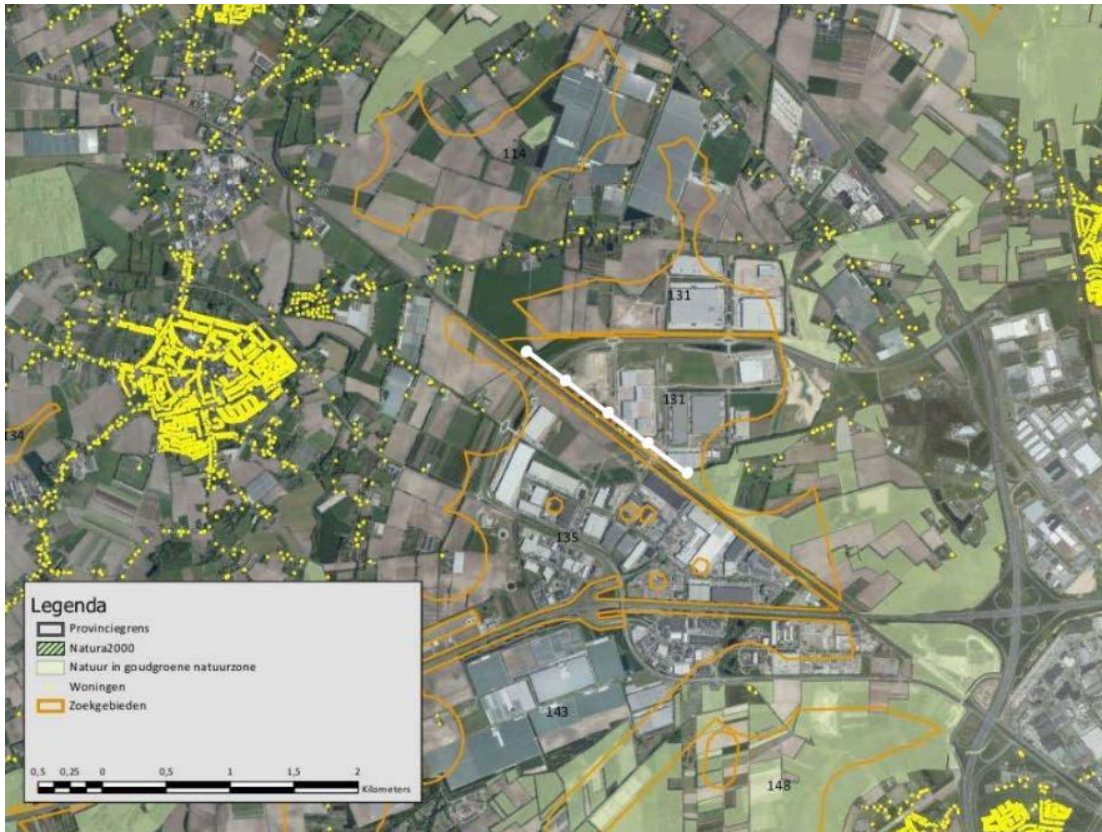 114
131
131
134
135
Legenda
Provinciegrens
Natura2000
Natuur in goudgroene natuurzone
Woningen
Zoekgebieden
143
0,5 0,25 0 0,5 1 1,5 2
Kilometers
148